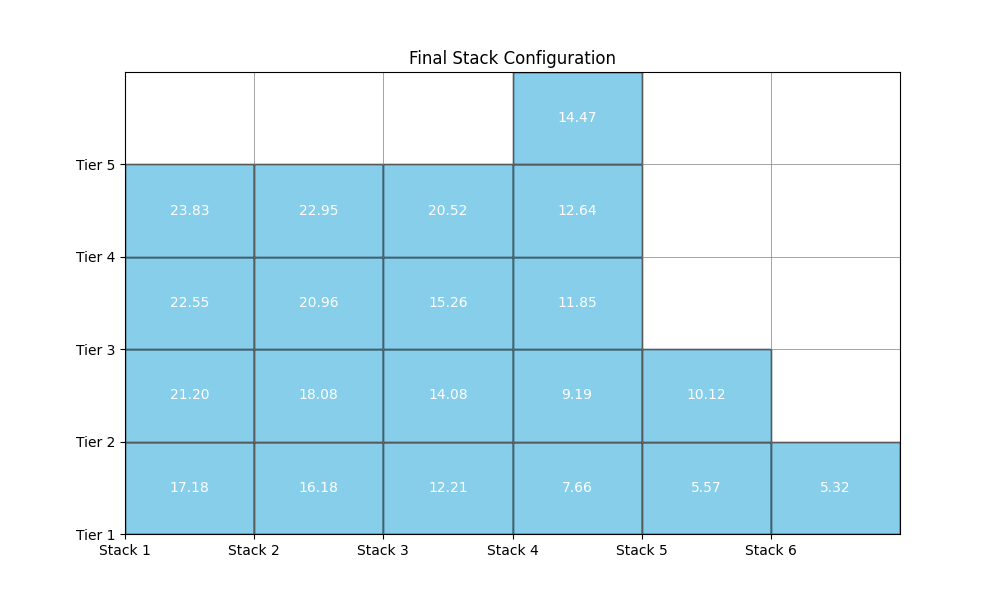 Final Stack Configuration
14.47
Tier 5
23.83 22.95 20.52 12.64
Tier 4
22.55 20.96 15.26 11.85
Tier 3
21.20 18.08 14.08 9.19 10.12
Tier 2
17.18 16.18 12.21 7.66 5.57 5.32
Tier 1
Stack 1 Stack 2 Stack 3 Stack 4 Stack 5 Stack 6